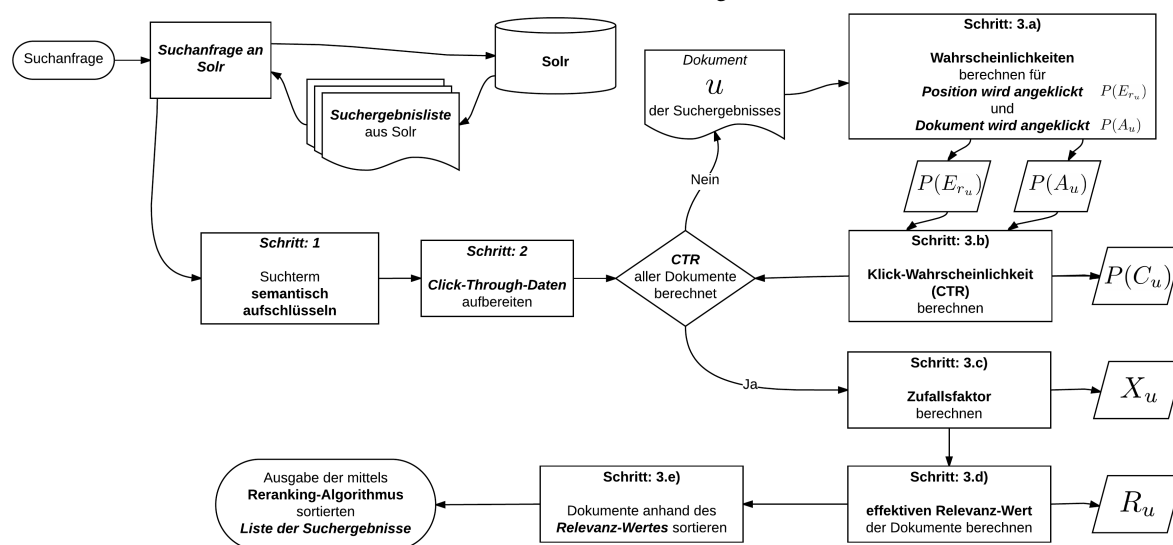 Suchanfrage
Suchanfrage an
Solr
Solr
Suchergebnisliste
aus Solr
Dokument
u
der Suchergebnisses
Schritt: 3.a)
Wahrscheinlichkeiten
berechnen für
Position wird angeklickt P(E_{r_u})
und
Dokument wird angeklickt P(A_u)
Nein
P(E_{r_u})
P(A_u)
Schritt: 1
Suchterm
semantisch
aufschlüsseln
Schritt: 2
Click-Through-Daten
aufbereiten
CTR
aller Dokumente
berechnet
Schritt: 3.b)
Klick-Wahrscheinlichkeit
(CTR)
berechnen
P(C_u)
Ja
Schritt: 3.c)
Zufallsfaktor
berechnen
X_u
Ausgabe der mittels
Reranking-Algorithmus
sortierten
Liste der Suchergebnisse
Schritt: 3.e)
Dokumente anhand des
Relevanz-Wertes sortieren
Schritt: 3.d)
effektiven Relevanz-Wert
der Dokumente berechnen
R_u